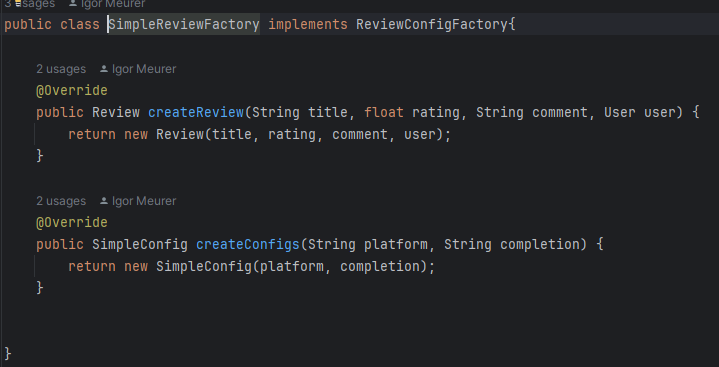 3 usages Igor Meurer
public class SimpleReviewFactory implements ReviewConfigFactory{
2 usages Igor Meurer
@Override
public Review createReview(String title, float rating, String comment, User user) {
return new Review(title, rating, comment, user);
}
2 usages Igor Meurer
@Override
public SimpleConfig createConfigs(String platform, String completion) {
return new SimpleConfig(platform, completion);
}
}